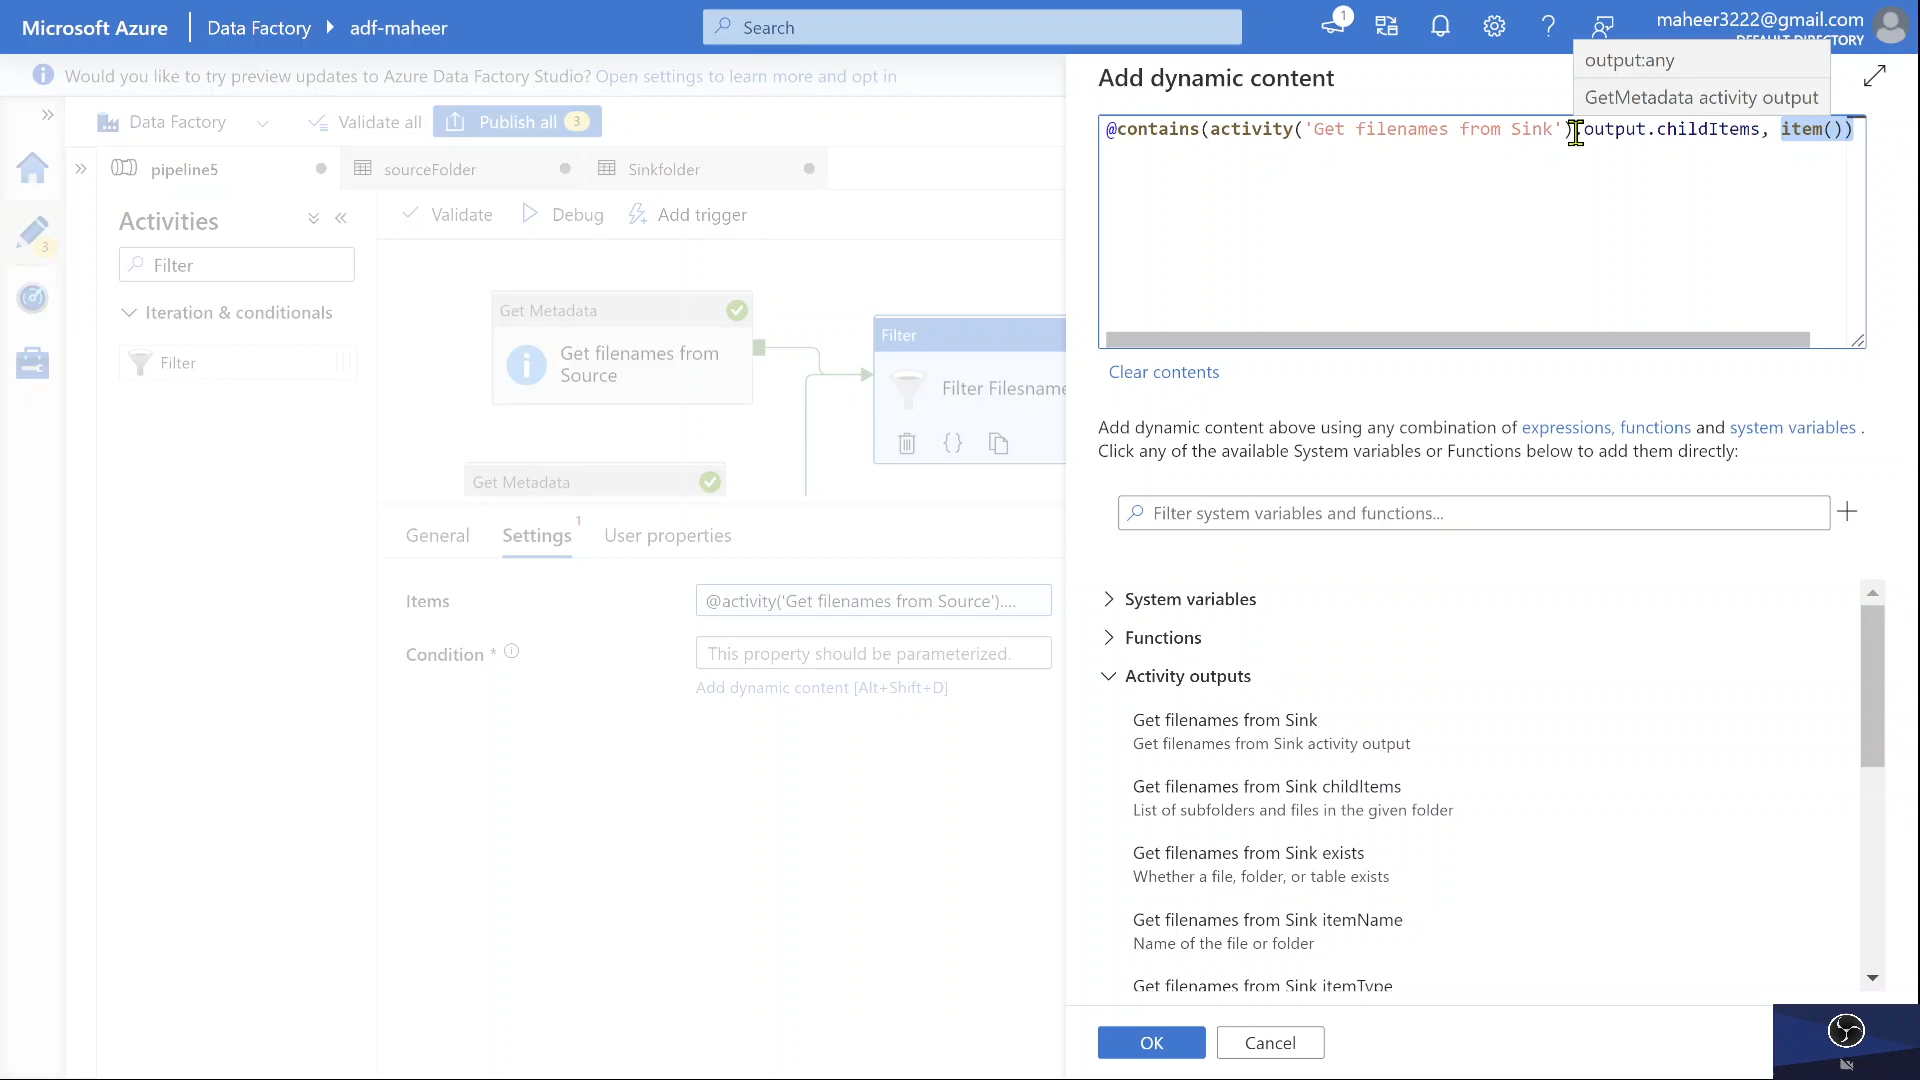 Microsoft Azure
Data Factory
adf-maheer
Search
1
maheer3222@gmail.com
DEFAULT DIRECTORY
Would you like to try preview updates to Azure Data Factory Studio? Open settings to learn more and opt in
Data Factory
Validate all
Publish all
3
pipeline5
sourceFolder
Sinkfolder
3
Activities
Filter
Iteration & conditionals
Filter
Validate
Debug
Add trigger
Get Metadata
Get filenames from
Source
Filter
Filter Filesname
{}
Get Metadata
General
Settings
1
User properties
Items
@activity('Get filenames from Source')....
Condition *
This property should be parameterized.
Add dynamic content [Alt+Shift+D]
Add dynamic content
output:any
GetMetadata activity output
@contains(activity('Get filenames from Sink').output.childItems, item())
Clear contents
Add dynamic content above using any combination of expressions, functions and system variables .
Click any of the available System variables or Functions below to add them directly:
Filter system variables and functions...
System variables
Functions
Activity outputs
Get filenames from Sink
Get filenames from Sink activity output
Get filenames from Sink childItems
List of subfolders and files in the given folder
Get filenames from Sink exists
Whether a file, folder, or table exists
Get filenames from Sink itemName
Name of the file or folder
Get filenames from Sink itemType
OK
Cancel